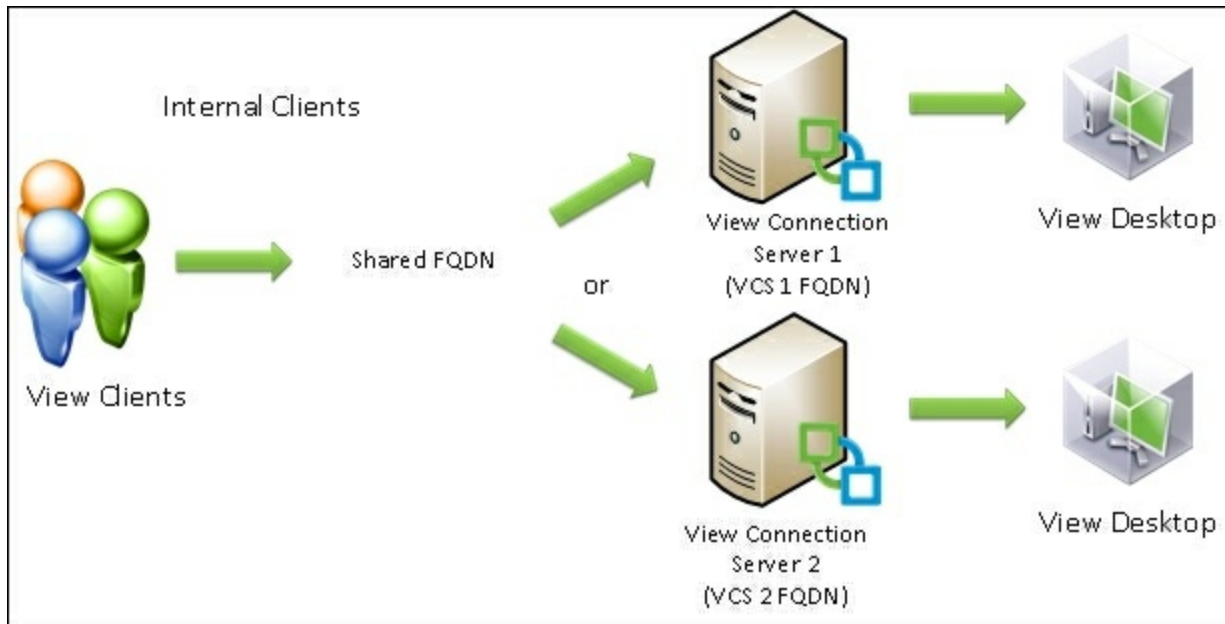 Internal Clients
View Clients
Shared FQDN
or
View Connection
Server 1
(VCS 1 FQDN)
View Desktop
View Connection
Server 2
(VCS 2 FQDN)
View Desktop